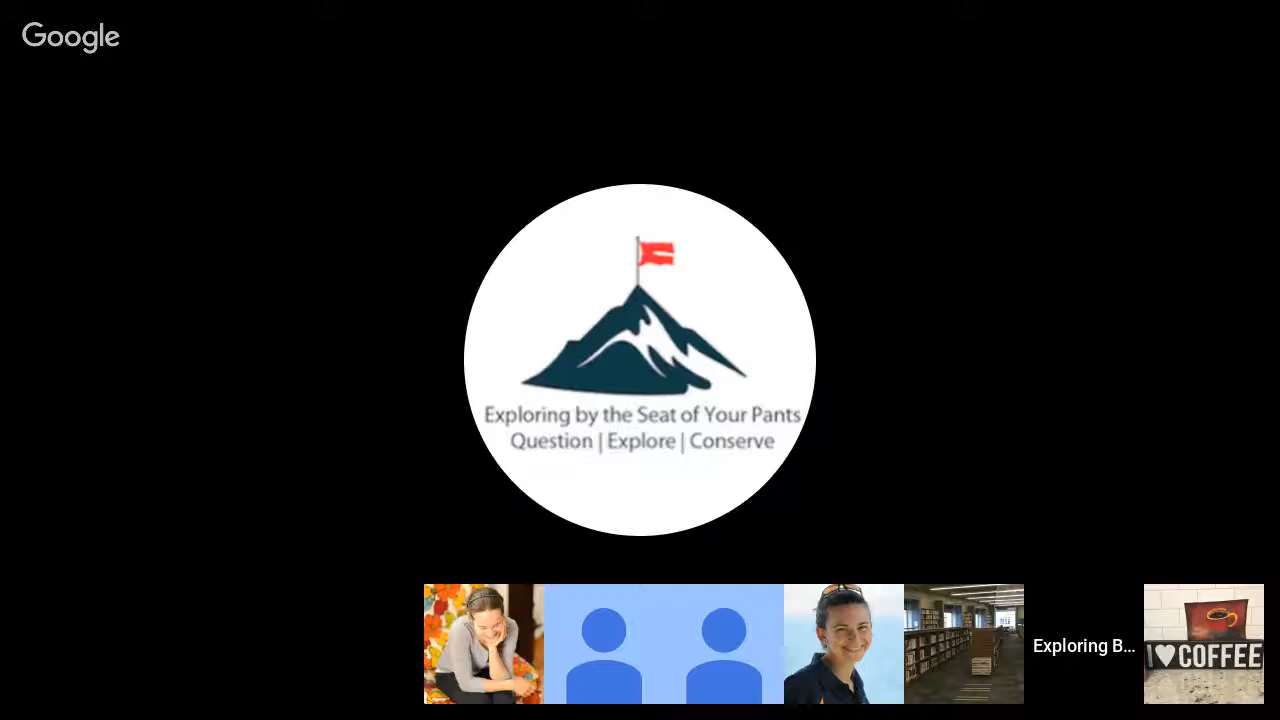 Google
Exploring by the Seat of Your Pants
Question | Explore | Conserve
Exploring B...
I♥COFFEE